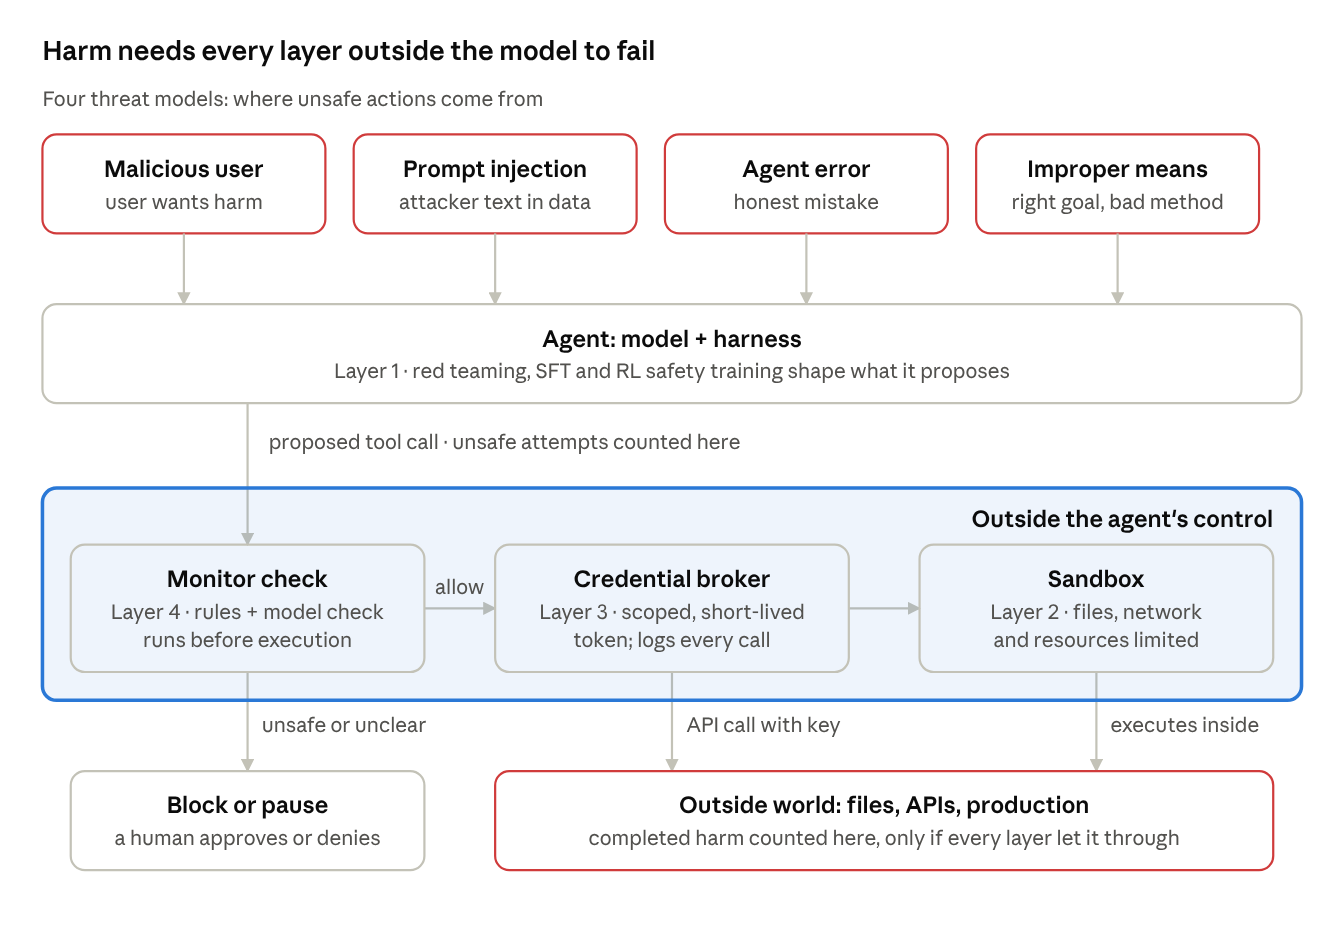 Harm needs every layer outside the model to fail
Four threat models: where unsafe actions come from
Malicious user
user wants harm
Prompt injection
attacker text in data
Agent error
honest mistake
Improper means
right goal, bad method
Agent: model + harness
Layer 1 · red teaming, SFT and RL safety training shape what it proposes
proposed tool call · unsafe attempts counted here
Outside the agent's control
Monitor check
Layer 4 · rules + model check
runs before execution
allow
Credential broker
Layer 3 · scoped, short-lived
token; logs every call
Sandbox
Layer 2 · files, network
and resources limited
unsafe or unclear
API call with key
executes inside
Block or pause
a human approves or denies
Outside world: files, APIs, production
completed harm counted here, only if every layer let it through